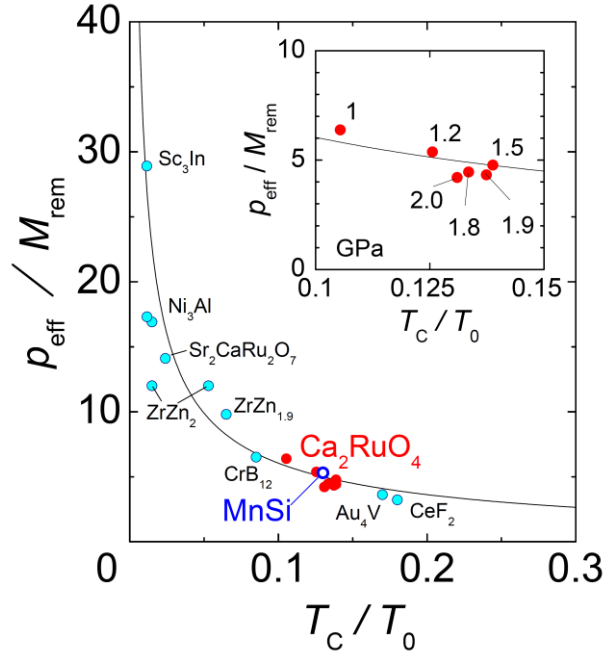 40
30
20
10
0
p_eff / M_rem
Sc₃In
Ni₃Al
Sr₂CaRu₂O₇
ZrZn₂
ZrZn₁.₉
CrB₁₂
Ca₂RuO₄
MnSi
Au₄V
CeF₂
0 0.1 0.2 0.3
T_C / T_0
10
5
0
p_eff / M_rem
1
1.2
1.5
2.0
1.8
1.9
GPa
0.1 0.125 0.15
T_C / T_0